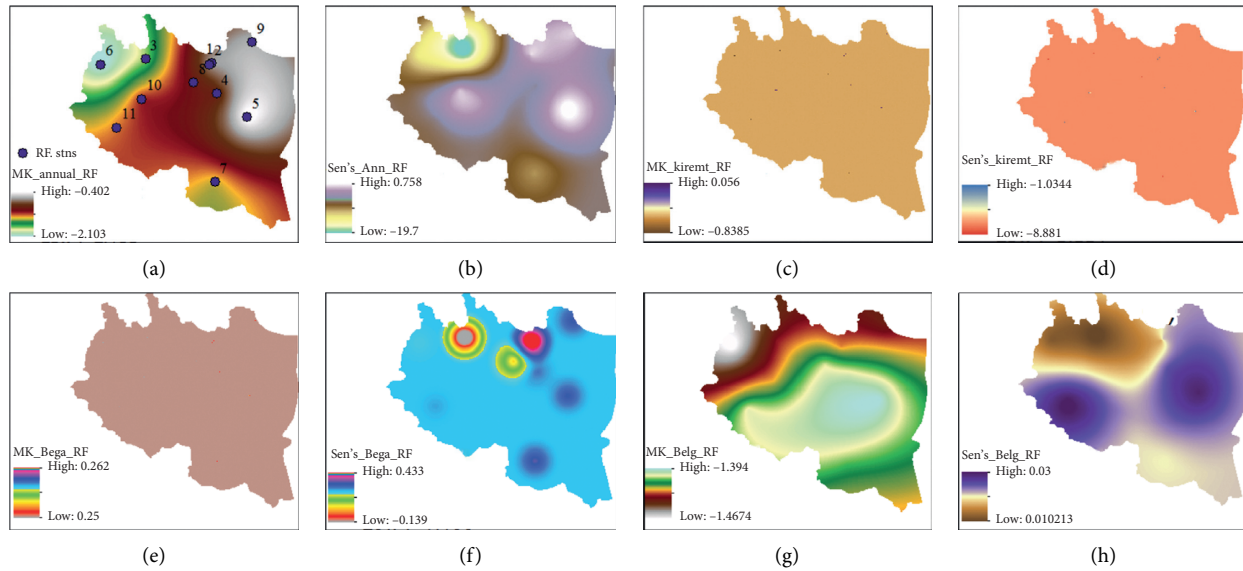 9
6
3
12
8
4
10
5
11
7
RF. stns
MK_annual_RF
High: −0.402
Low: −2.103
(a)
Sen's_Ann_RF
High: 0.758
Low: −19.7
(b)
MK_kiremt_RF
High: 0.056
Low: −0.8385
(c)
Sen's_kiremt_RF
High: −1.0344
Low: −8.881
(d)
MK_Bega_RF
High: 0.262
Low: 0.25
(e)
Sen's_Bega_RF
High: 0.433
Low: −0.139
(f)
MK_Belg_RF
High: −1.394
Low: −1.4674
(g)
Sen's_Belg_RF
High: 0.03
Low: 0.010213
(h)